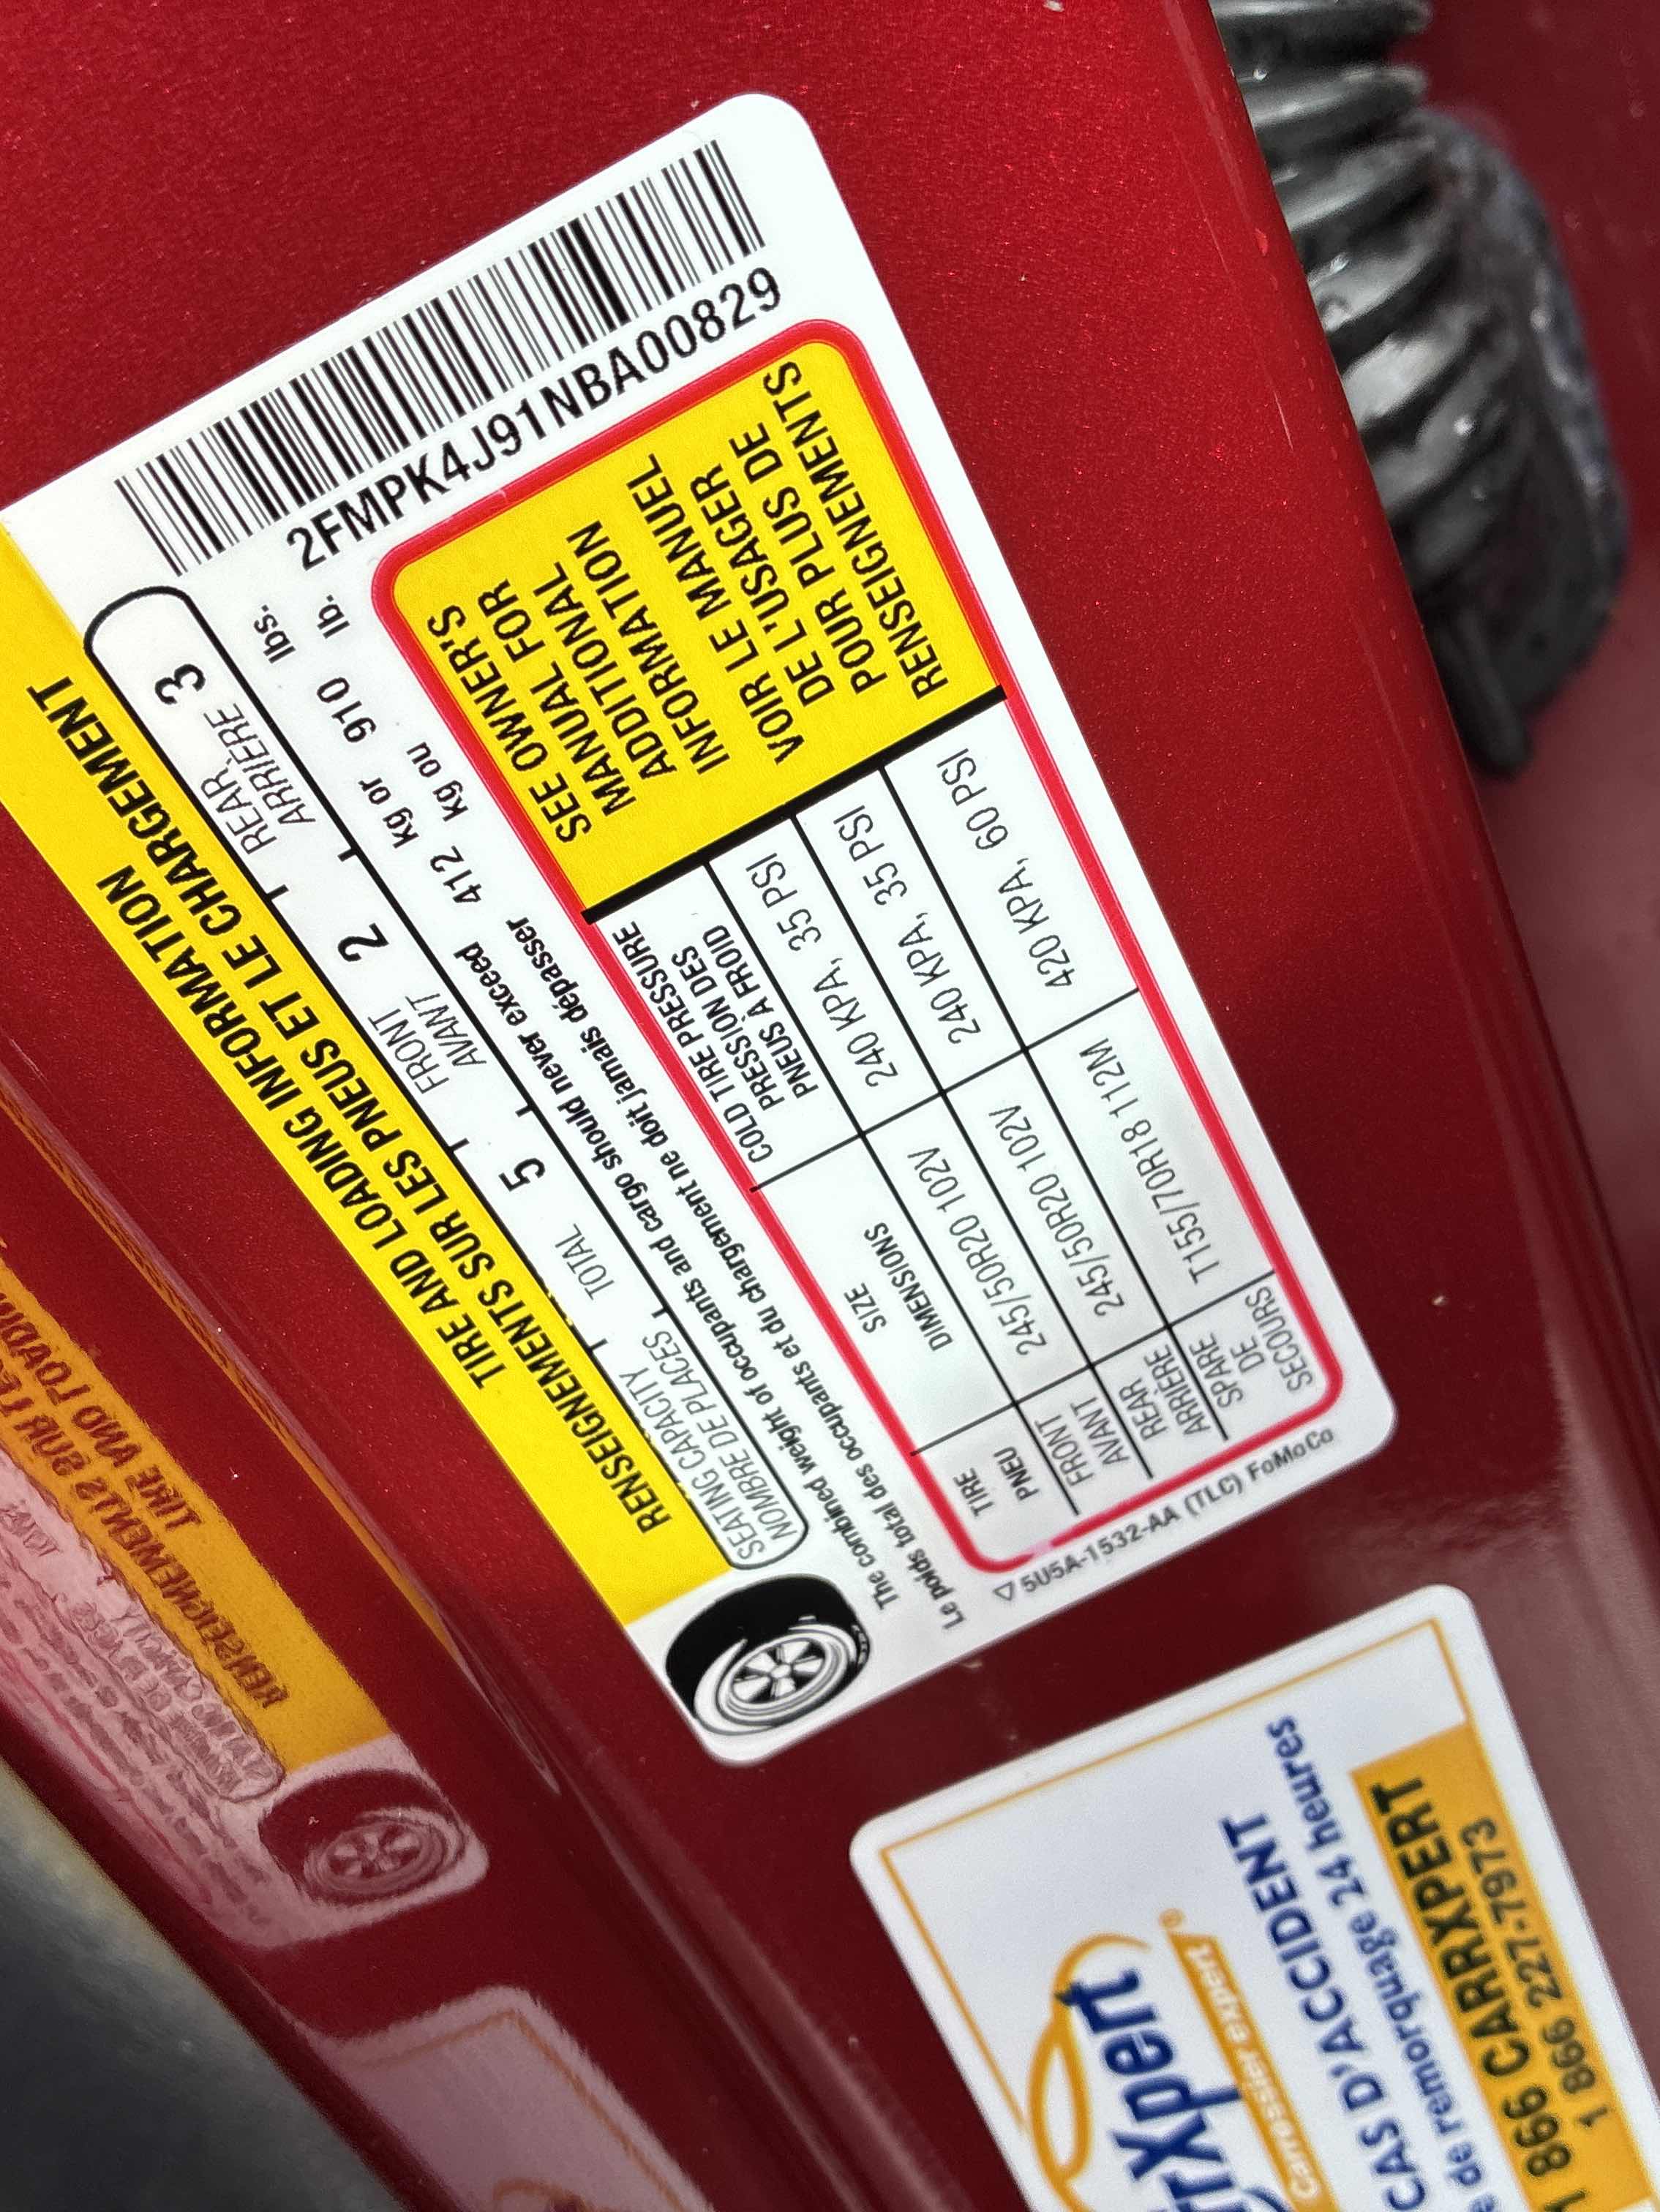 TIRE AND LOADING INFORMATION
RENSEIGNEMENTS SUR LES PNEUS ET LE CHARGEMENT
SEATING CAPACITY TOTAL 5 FRONT 2 REAR 3
NOMBRE DE PLACES AVANT ARRIÈRE
The combined weight of occupants and cargo should never exceed 412 kg or 910 lbs.
Le poids total des occupants et du chargement ne doit jamais dépasser kg ou lb.
2FMPK4J91NBA00829
TIRE SIZE COLD TIRE PRESSURE
PNEU DIMENSIONS PRESSION DES
PNEUS À FROID
FRONT 245/50R20 102V 240 KPA, 35 PSI
AVANT
REAR 245/50R20 102V 240 KPA, 35 PSI
ARRIÈRE
SPARE T155/70R18 112M 420 KPA, 60 PSI
DE
SECOURS
SEE OWNER'S
MANUAL FOR
ADDITIONAL
INFORMATION
VOIR LE MANUEL
DE L'USAGER
POUR PLUS DE
RENSEIGNEMENTS
5U5A-1532-AA (TLC) FoMoCo
Xpert
Carrossier expert
CAS D'ACCIDENT
de remorquage 24 heures
1 866 CARRXPERT
1 866 227-7973